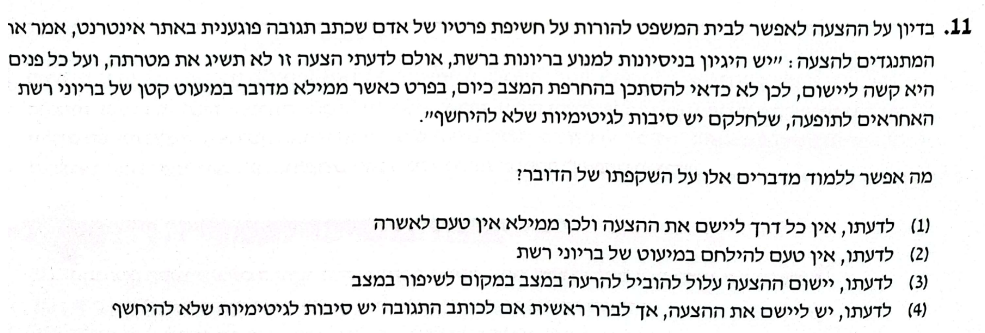 11. בדיון על ההצעה לאפשר לבית המשפט להורות על חשיפת פרטיו של אדם שכתב תגובה פוגענית באתר אינטרנט, אמר
המתנגדים להצעה: "יש היגיון בניסיונות למנוע בריונות ברשת, אולם לדעתי הצעה זו לא תשיג את מטרתה, ועל כל פנים
היא קשה ליישום, לכן לא כדאי להסתכן בהחרפת המצב כיום, בפרט כאשר ממילא מדובר במיעוט קטן של בריוני רשת
האחראים לתופעה, שלחלקם יש סיבות לגיטימיות שלא להיחשף".
מה אפשר ללמוד מדברים אלו על השקפתו של הדובר?
(1) לדעתו, אין כל דרך ליישם את ההצעה ולכן ממילא אין טעם לאשרה
(2) לדעתו, אין טעם להילחם במיעוט של בריוני רשת
(3) לדעתו, יישום ההצעה עלול להוביל להרעה במצב במקום לשיפור במצב
(4) לדעתו, יש ליישם את ההצעה, אך לברר ראשית אם לכותב התגובה יש סיבות לגיטימיות שלא להיחשף